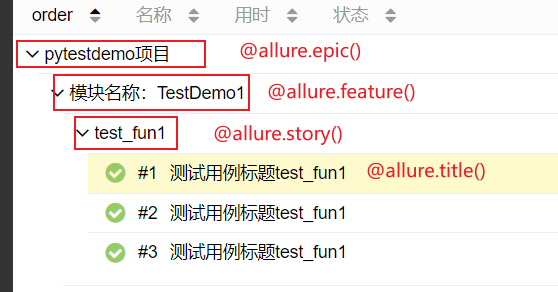 order 名称 用时 状态
pytestdemo项目 @allure.epic()
模块名称：TestDemo1 @allure.feature()
test_fun1 @allure.story()
#1 测试用例标题test_fun1 @allure.title()
#2 测试用例标题test_fun1
#3 测试用例标题test_fun1